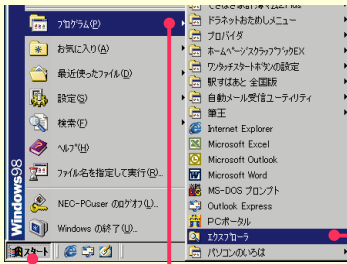 ﾌﾟﾛｸﾞﾗﾑ(P)
お気に入り(A)
最近使ったﾌｧｲﾙ(D)
設定(S)
検索(F)
ﾍﾙﾌﾟ(H)
ﾌｧｲﾙ名を指定して実行(R)...
NEC-PCuser のﾛｸﾞｵﾌ(L)...
Windows の終了(U)...
Windows98
ｽﾀｰﾄ
ドラネットおためしメニュー
プロバイダ
ﾎｰﾑﾍﾟｰｼﾞｽｸﾗｯﾌﾟﾌﾞｯｸEX
ﾜﾝﾀｯﾁｽﾀｰﾄﾎﾞﾀﾝの設定
駅すぱあと 全国版
自動メール受信ユーティリティ
筆王
Internet Explorer
Microsoft Excel
Microsoft Outlook
Microsoft Word
MS-DOS プロンプト
Outlook Express
PCポータル
ｴｸｽﾌﾟﾛｰﾗ
パソコンのいろは